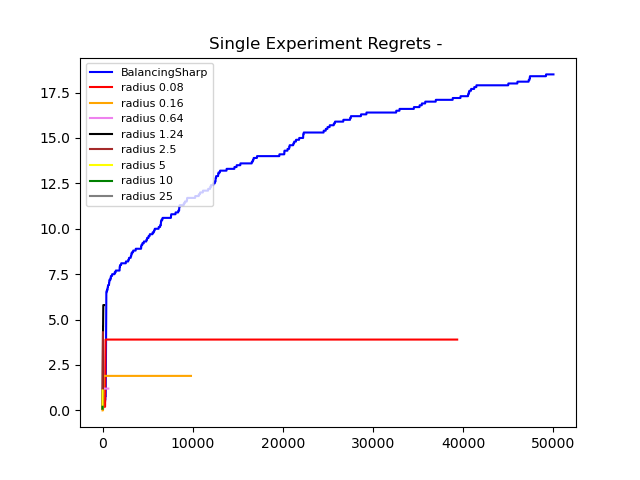 Single Experiment Regrets -
17.5
15.0
12.5
10.0
7.5
5.0
2.5
0.0
BalancingSharp
radius 0.08
radius 0.16
radius 0.64
radius 1.24
radius 2.5
radius 5
radius 10
radius 25
0 10000 20000 30000 40000 50000